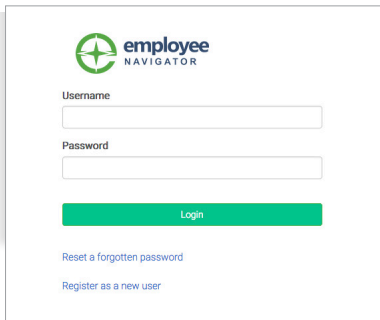 employee
NAVIGATOR
Username
Password
Login
Reset a forgotten password
Register as a new user